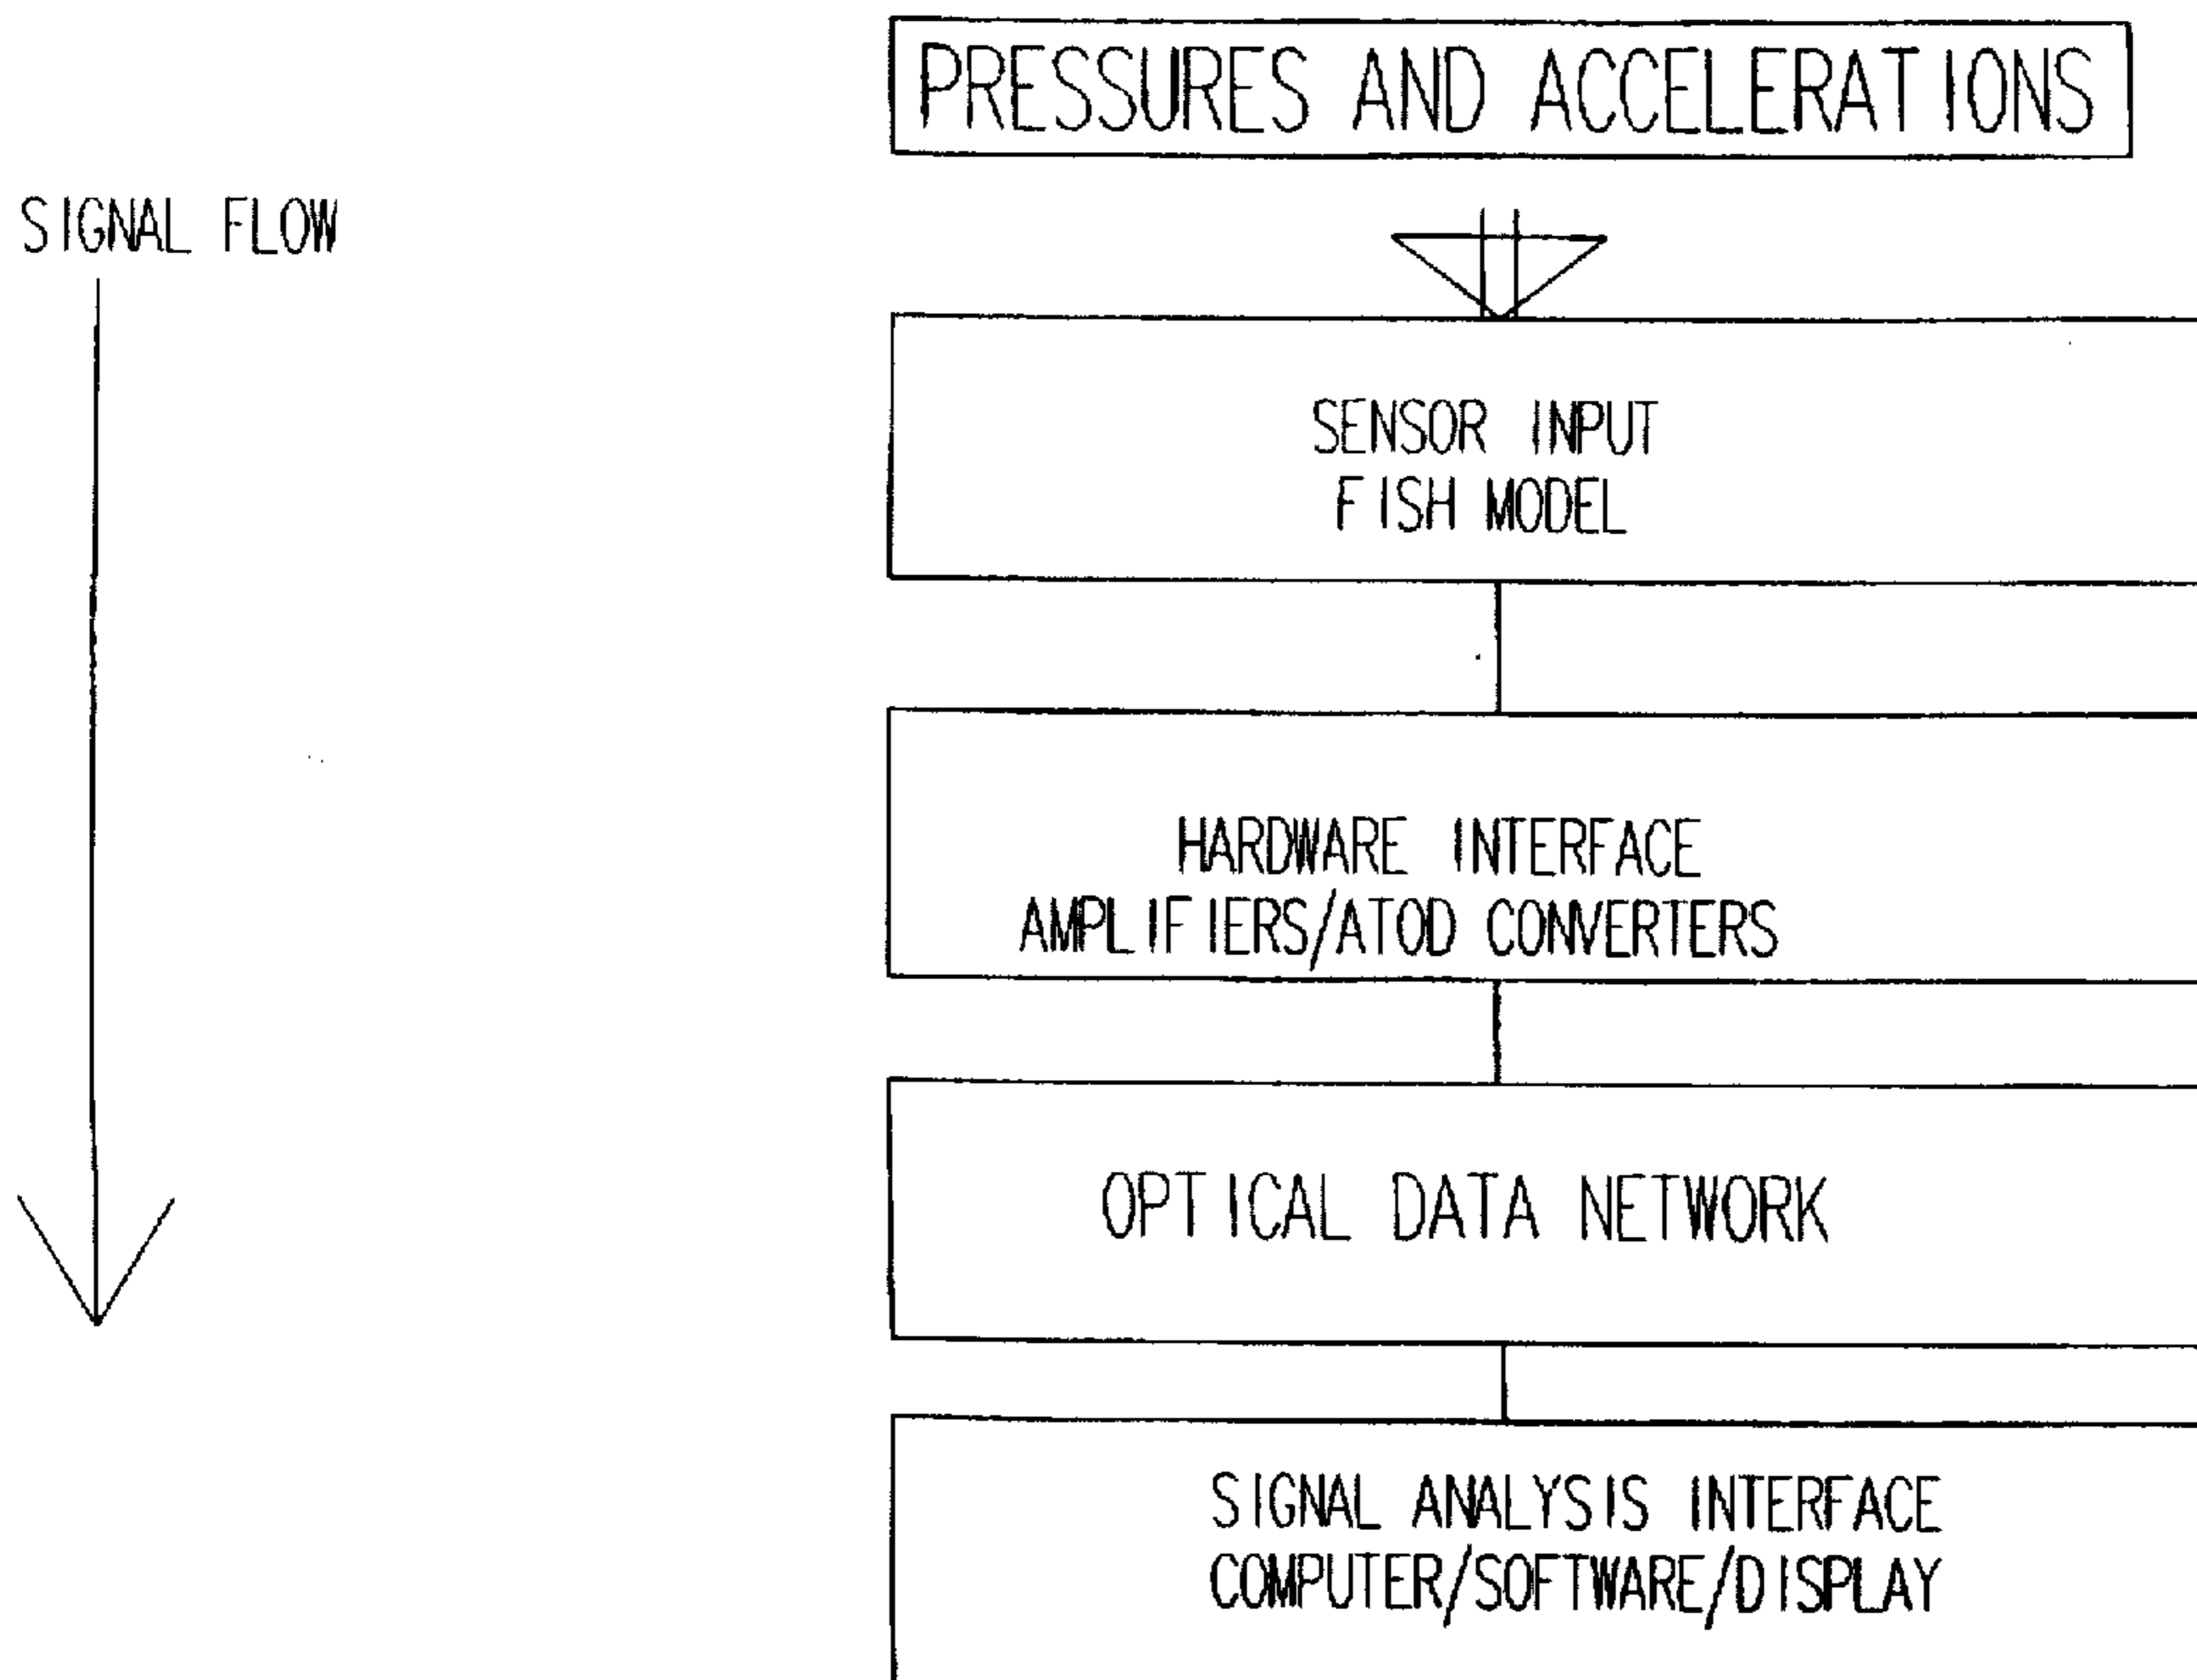 PRESSURES AND ACCELERATIONS
SIGNAL FLOW
SENSOR INPUT
FISH MODEL
HARDWARE INTERFACE
AMPLIFIERS/ATOD CONVERTERS
OPTICAL DATA NETWORK
SIGNAL ANALYSIS INTERFACE
COMPUTER/SOFTWARE/DISPLAY